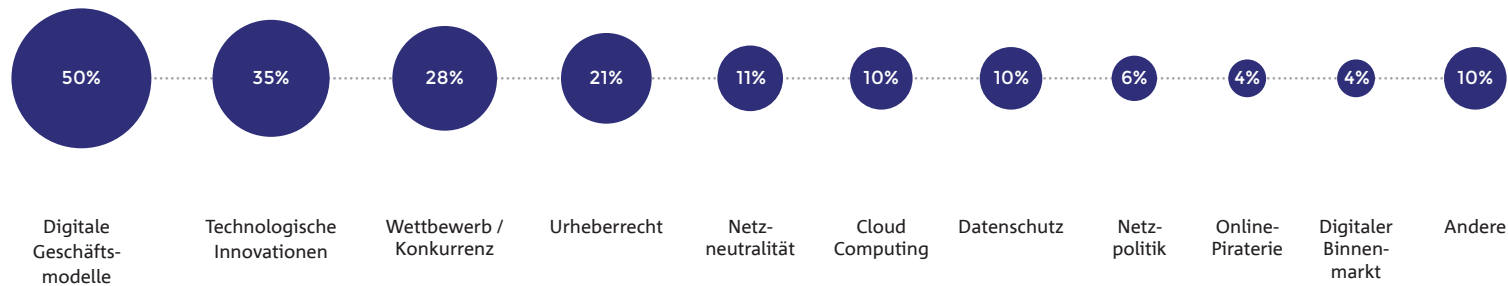 50% 35% 28% 21% 11% 10% 10% 6% 4% 4% 10%
Digitale
Geschäfts-
modelle
Technologische
Innovationen
Wettbewerb /
Konkurrenz
Urheberrecht
Netz-
neutralität
Cloud
Computing
Datenschutz
Netz-
politik
Online-
Piraterie
Digitaler
Binnen-
markt
Andere